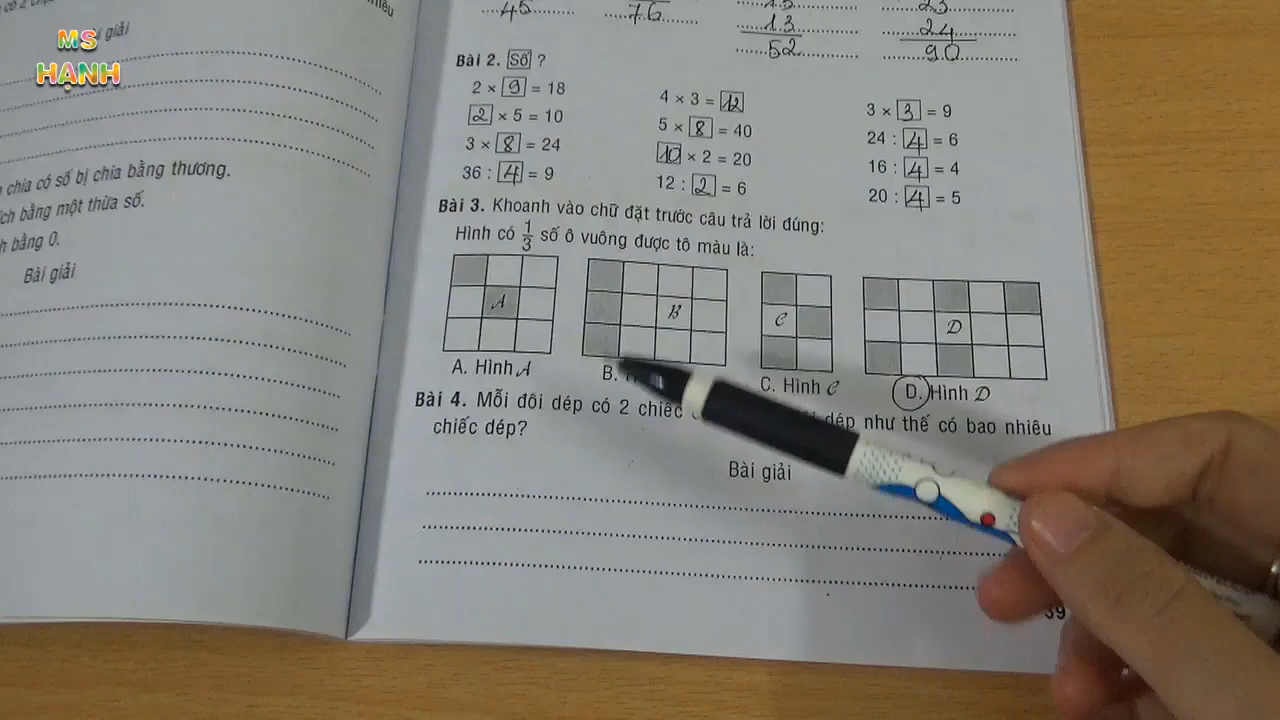 MS
HẠNH
giải
chia có số bị chia bằng thương.
bằng một thừa số.
bằng 0.
Bài giải
45
76
13
52
24
90
Bài 2. Số ?
2 × 9 = 18
4 × 3 = 12
3 × 3 = 9
2 × 5 = 10
5 × 8 = 40
24 : 4 = 6
3 × 8 = 24
10 × 2 = 20
16 : 4 = 4
36 : 4 = 9
12 : 2 = 6
20 : 4 = 5
Bài 3. Khoanh vào chữ đặt trước câu trả lời đúng:
Hình có 1/3 số ô vuông được tô màu là:
A
B
C
D
A. Hình A
B.
C. Hình C
D. Hình D
Bài 4. Mỗi đôi dép có 2 chiếc dép như thế có bao nhiêu
chiếc dép?
Bài giải
39